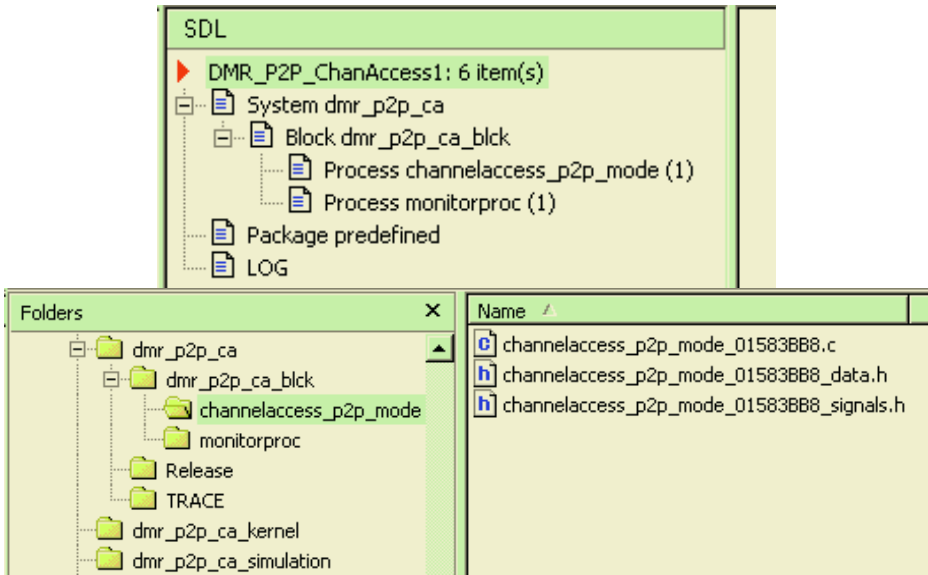 SDL
DMR_P2P_ChanAccess1: 6 item(s)
System dmr_p2p_ca
Block dmr_p2p_ca_blck
Process channelaccess_p2p_mode (1)
Process monitorproc (1)
Package predefined
LOG
Folders
dmr_p2p_ca
dmr_p2p_ca_blck
channelaccess_p2p_mode
monitorproc
Release
TRACE
dmr_p2p_ca_kernel
dmr_p2p_ca_simulation
Name
channelaccess_p2p_mode_01583BB8.c
channelaccess_p2p_mode_01583BB8_data.h
channelaccess_p2p_mode_01583BB8_signals.h